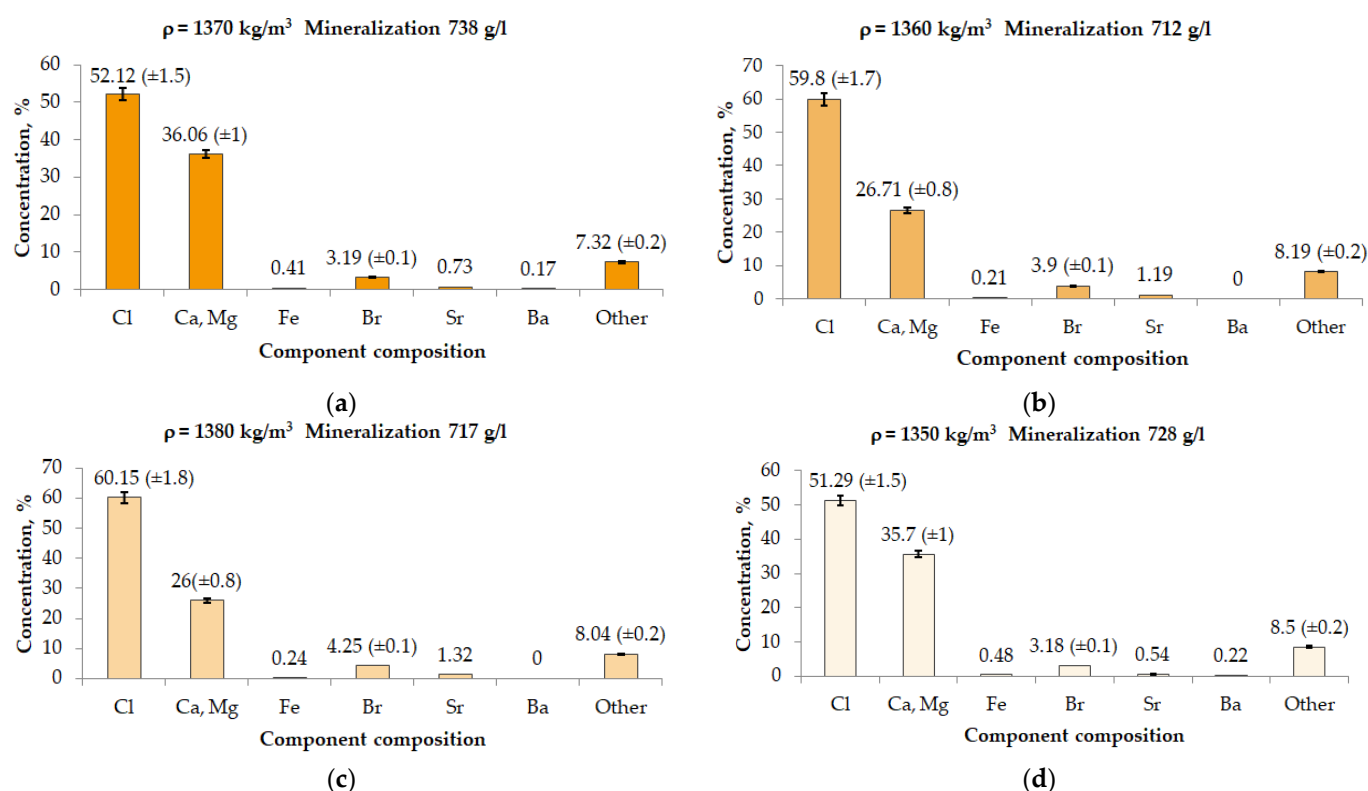 ρ = 1370 kg/m³ Mineralization 738 g/l
Concentration, %
60
50
40
30
20
10
0
52.12 (±1.5)
36.06 (±1)
0.41
3.19 (±0.1)
0.73
0.17
7.32 (±0.2)
Cl Ca, Mg Fe Br Sr Ba Other
Component composition
(a)
ρ = 1360 kg/m³ Mineralization 712 g/l
Concentration, %
70
60
50
40
30
20
10
0
59.8 (±1.7)
26.71 (±0.8)
0.21
3.9 (±0.1)
1.19
0
8.19 (±0.2)
Cl Ca, Mg Fe Br Sr Ba Other
Component composition
(b)
ρ = 1380 kg/m³ Mineralization 717 g/l
Concentration, %
70
60
50
40
30
20
10
0
60.15 (±1.8)
26(±0.8)
0.24
4.25 (±0.1)
1.32
0
8.04 (±0.2)
Cl Ca, Mg Fe Br Sr Ba Other
Component composition
(c)
ρ = 1350 kg/m³ Mineralization 728 g/l
Concentration, %
60
50
40
30
20
10
0
51.29 (±1.5)
35.7 (±1)
0.48
3.18 (±0.1)
0.54
0.22
8.5 (±0.2)
Cl Ca, Mg Fe Br Sr Ba Other
Component composition
(d)